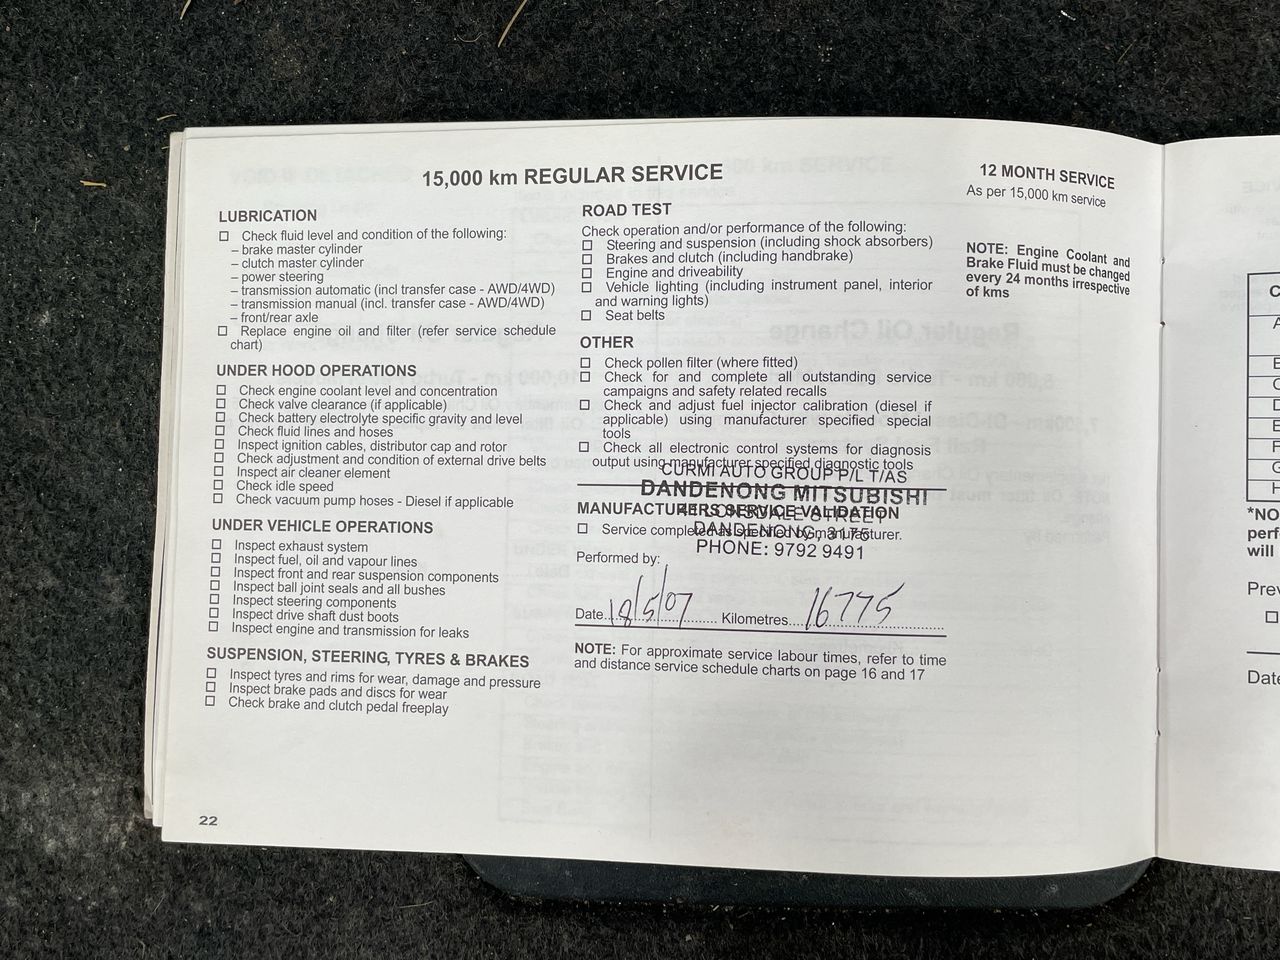 15,000 km REGULAR SERVICE
LUBRICATION
Check fluid level and condition of the following:
– brake master cylinder
– clutch master cylinder
– power steering
– transmission automatic (incl transfer case - AWD/4WD)
– transmission manual (incl. transfer case - AWD/4WD)
– front/rear axle
Replace engine oil and filter (refer service schedule
chart)
UNDER HOOD OPERATIONS
Check engine coolant level and concentration
Check valve clearance (if applicable)
Check battery electrolyte specific gravity and level
Check fluid lines and hoses
Inspect ignition cables, distributor cap and rotor
Check adjustment and condition of external drive belts
Inspect air cleaner element
Check idle speed
Check vacuum pump hoses - Diesel if applicable
UNDER VEHICLE OPERATIONS
Inspect exhaust system
Inspect fuel, oil and vapour lines
Inspect front and rear suspension components
Inspect ball joint seals and all bushes
Inspect steering components
Inspect drive shaft dust boots
Inspect engine and transmission for leaks
SUSPENSION, STEERING, TYRES & BRAKES
Inspect tyres and rims for wear, damage and pressure
Inspect brake pads and discs for wear
Check brake and clutch pedal freeplay
22
ROAD TEST
Check operation and/or performance of the following:
Steering and suspension (including shock absorbers)
Brakes and clutch (including handbrake)
Engine and driveability
Vehicle lighting (including instrument panel, interior
and warning lights)
Seat belts
OTHER
Check pollen filter (where fitted)
Check for and complete all outstanding service
campaigns and safety related recalls
Check and adjust fuel injector calibration (diesel if
applicable) using manufacturer specified special
tools
Check all electronic control systems for diagnosis
output using manufacturer specified diagnostic tools
CURMI AUTO GROUP P/L T/AS
DANDENONG MITSUBISHI
MANUFACTURERS SERVICE VALIDATION
LONSDALE STREET
Service completed as specified by manufacturer.
DANDENONG, 3175
PHONE: 9792 9491
Performed by:
Date 18/5/07 Kilometres 16775
NOTE: For approximate service labour times, refer to time
and distance service schedule charts on page 16 and 17
12 MONTH SERVICE
As per 15,000 km service
NOTE: Engine Coolant and
Brake Fluid must be changed
every 24 months irrespective
of kms
*NO
perf
will
Prev
Date